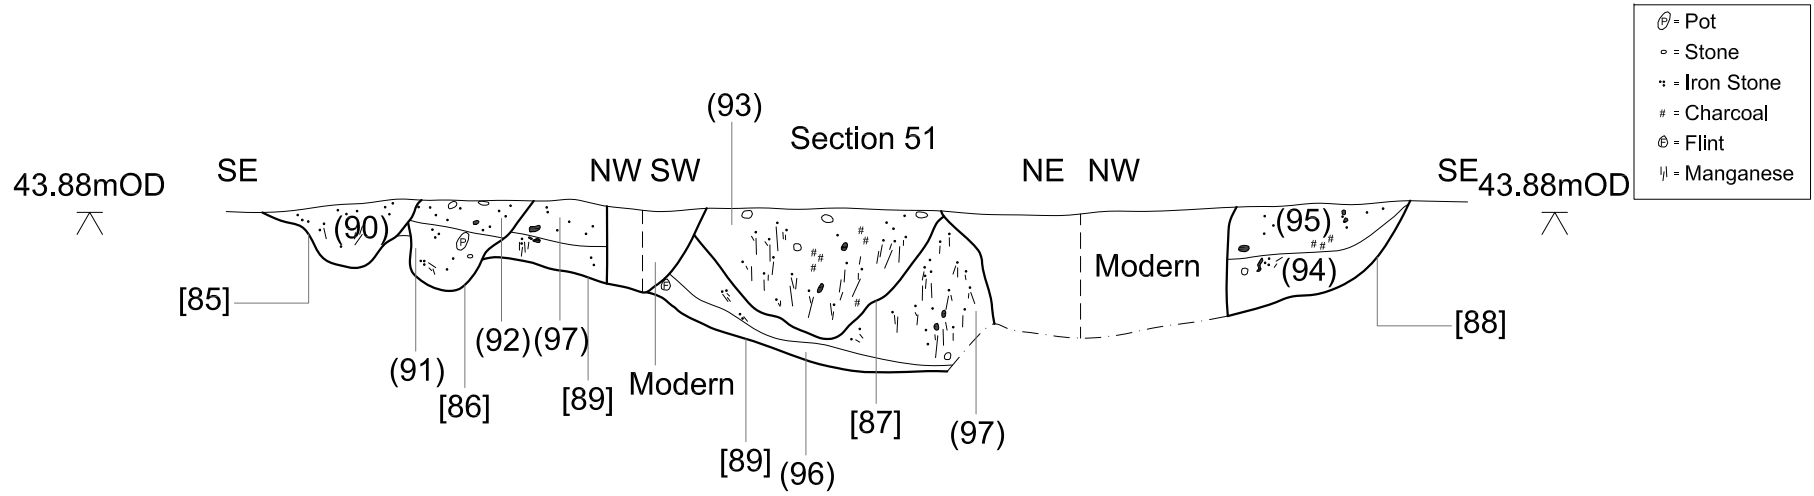 P = Pot
= Stone
= Iron Stone
# = Charcoal
F = Flint
= Manganese
(93)
Section 51
SE NW SW NE NW SE
43.88mOD 43.88mOD
(90) (95)
P
Modern (94)
F
[85] [88]
(92) (97)
(91) [89] Modern
[86] [87] (97)
[89] (96)